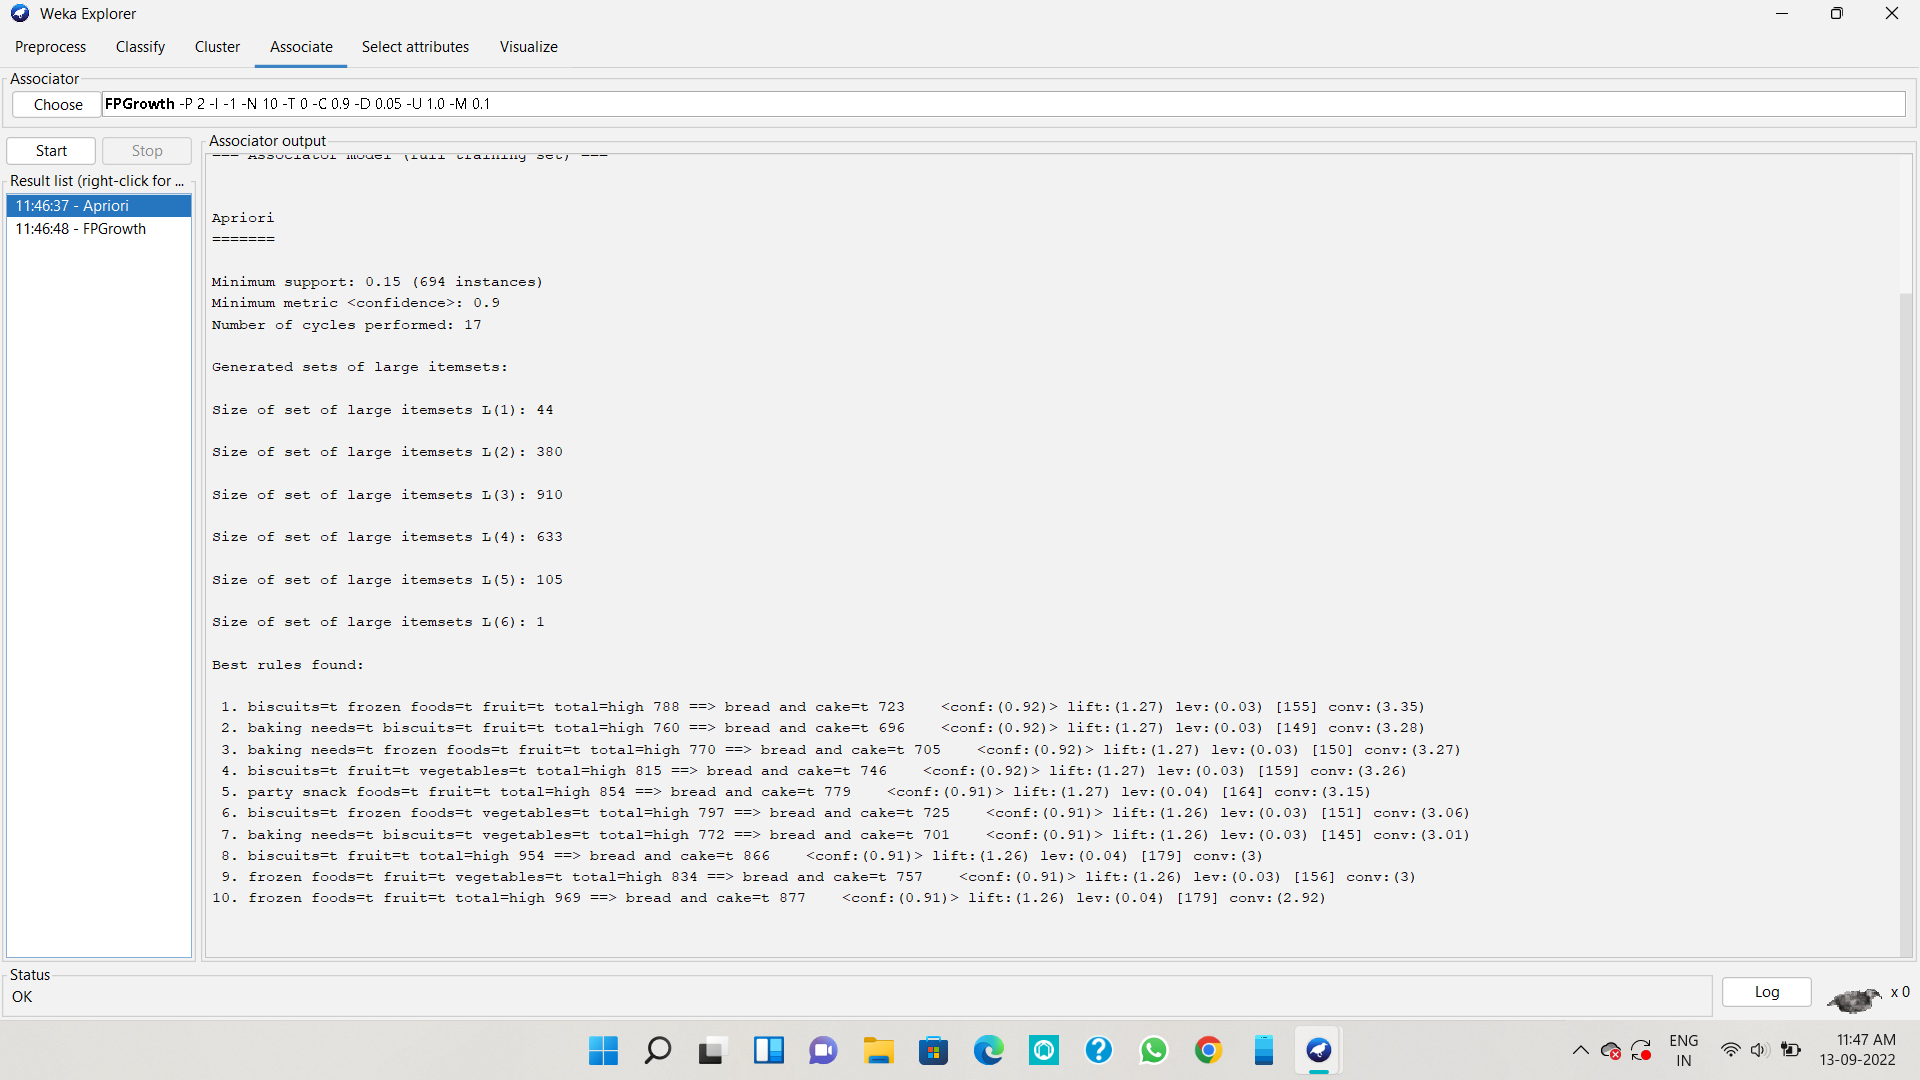 Weka Explorer
Preprocess Classify Cluster Associate Select attributes Visualize
Associator
Choose FPGrowth -P 2 -I -1 -N 10 -T 0 -C 0.9 -D 0.05 -U 1.0 -M 0.1
Start Stop
Associator output
Result list (right-click for ...
11:46:37 - Apriori
11:46:48 - FPGrowth
=== Associator model (full training set) ===
Apriori
=======
Minimum support: 0.15 (694 instances)
Minimum metric <confidence>: 0.9
Number of cycles performed: 17
Generated sets of large itemsets:
Size of set of large itemsets L(1): 44
Size of set of large itemsets L(2): 380
Size of set of large itemsets L(3): 910
Size of set of large itemsets L(4): 633
Size of set of large itemsets L(5): 105
Size of set of large itemsets L(6): 1
Best rules found:
1. biscuits=t frozen foods=t fruit=t total=high 788 ==> bread and cake=t 723 <conf:(0.92)> lift:(1.27) lev:(0.03) [155] conv:(3.35)
2. baking needs=t biscuits=t fruit=t total=high 760 ==> bread and cake=t 696 <conf:(0.92)> lift:(1.27) lev:(0.03) [149] conv:(3.28)
3. baking needs=t frozen foods=t fruit=t total=high 770 ==> bread and cake=t 705 <conf:(0.92)> lift:(1.27) lev:(0.03) [150] conv:(3.27)
4. biscuits=t fruit=t vegetables=t total=high 815 ==> bread and cake=t 746 <conf:(0.92)> lift:(1.27) lev:(0.03) [159] conv:(3.26)
5. party snack foods=t fruit=t total=high 854 ==> bread and cake=t 779 <conf:(0.91)> lift:(1.27) lev:(0.04) [164] conv:(3.15)
6. biscuits=t frozen foods=t vegetables=t total=high 797 ==> bread and cake=t 725 <conf:(0.91)> lift:(1.26) lev:(0.03) [151] conv:(3.06)
7. baking needs=t biscuits=t vegetables=t total=high 772 ==> bread and cake=t 701 <conf:(0.91)> lift:(1.26) lev:(0.03) [145] conv:(3.01)
8. biscuits=t fruit=t total=high 954 ==> bread and cake=t 866 <conf:(0.91)> lift:(1.26) lev:(0.04) [179] conv:(3)
9. frozen foods=t fruit=t vegetables=t total=high 834 ==> bread and cake=t 757 <conf:(0.91)> lift:(1.26) lev:(0.03) [156] conv:(3)
10. frozen foods=t fruit=t total=high 969 ==> bread and cake=t 877 <conf:(0.91)> lift:(1.26) lev:(0.04) [179] conv:(2.92)
Status
OK
Log
x 0
ENG
IN
11:47 AM
13-09-2022